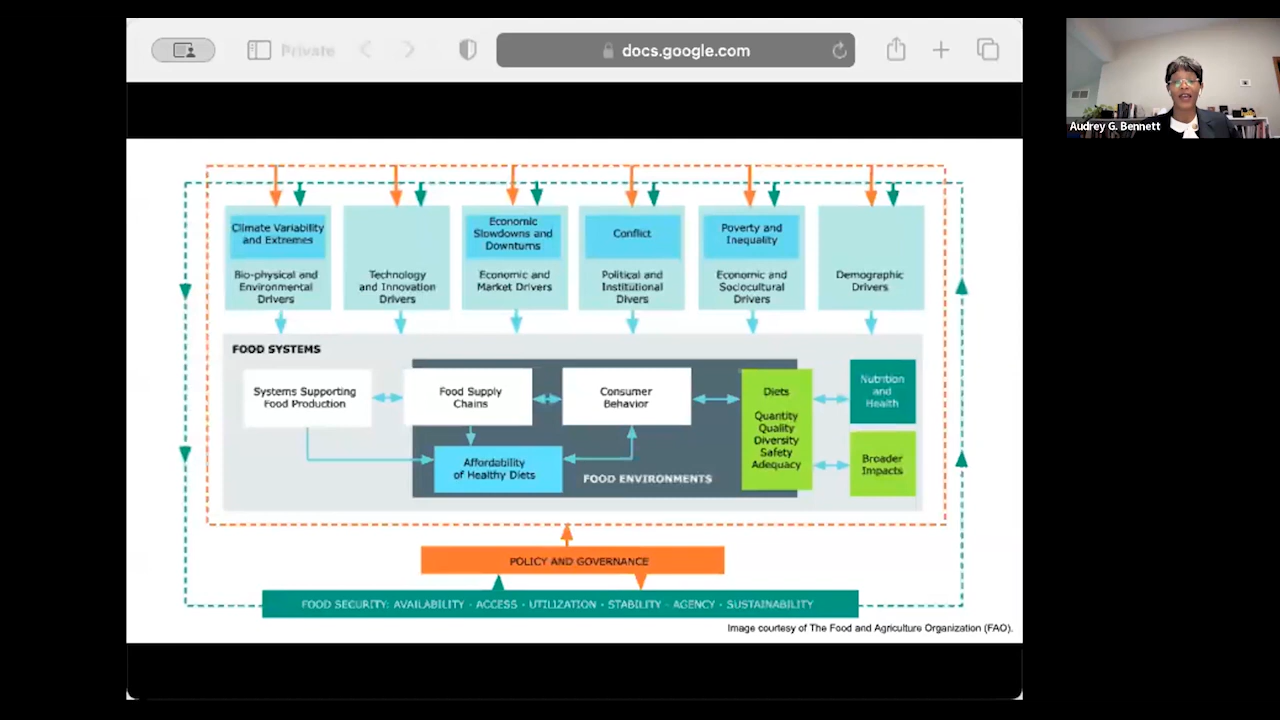 Private
docs.google.com
Audrey G. Bennett
Climate Variability
and Extremes
Bio-physical and
Environmental
Drivers
Technology
and Innovation
Drivers
Economic
Slowdowns and
Downturns
Economic and
Market Drivers
Conflict
Political and
Institutional
Divers
Poverty and
Inequality
Economic and
Sociocultural
Drivers
Demographic
Drivers
FOOD SYSTEMS
Systems Supporting
Food Production
Food Supply
Chains
Consumer
Behavior
Diets
Quantity
Quality
Diversity
Safety
Adequacy
Nutrition
and
Health
Broader
Impacts
Affordability
of Healthy Diets
FOOD ENVIRONMENTS
POLICY AND GOVERNANCE
FOOD SECURITY: AVAILABILITY · ACCESS · UTILIZATION · STABILITY · AGENCY · SUSTAINABILITY
Image courtesy of The Food and Agriculture Organization (FAO).